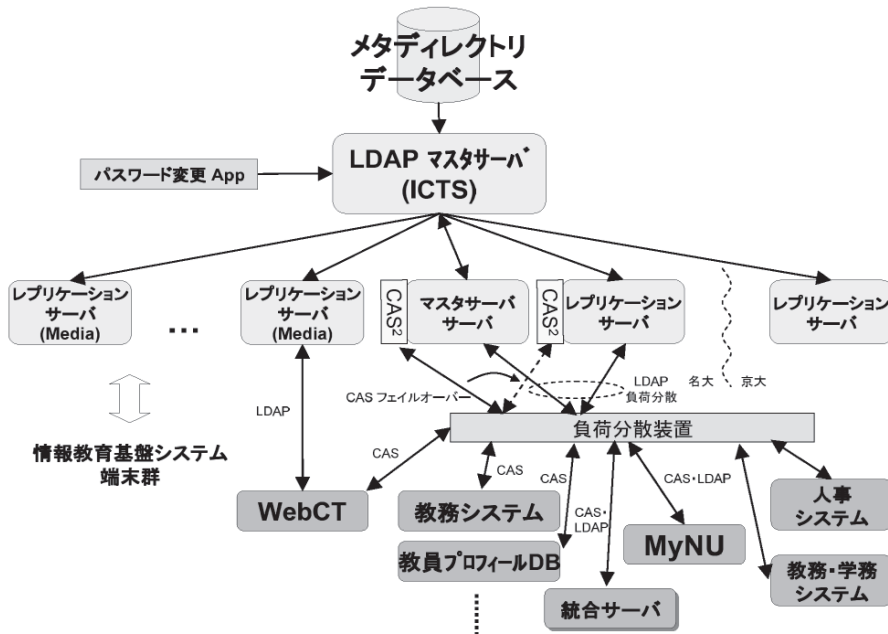 メタディレクトリ
データベース
LDAP マスタサーバ
(ICTS)
パスワード変更 App
レプリケーション
サーバ
(Media)
...
レプリケーション
サーバ
(Media)
CAS2
マスタサーバ
サーバ
CAS2
レプリケーション
サーバ
レプリケーション
サーバ
名大
京大
LDAP
CAS フェイルオーバー
LDAP
負荷分散
負荷分散装置
情報教育基盤システム
端末群
CAS
CAS
CAS
CAS・
LDAP
CAS・LDAP
WebCT
教務システム
教員プロフィールDB
統合サーバ
MyNU
人事
システム
教務・学務
システム